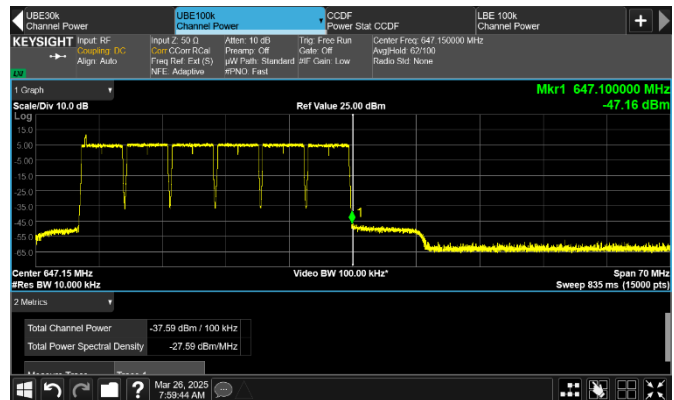 UBE30k
Channel Power
UBE100k
Channel Power
CCDF
Power Stat CCDF
LBE 100k
Channel Power
KEYSIGHT
Input: RF
Coupling: DC
Align: Auto
Input Z: 50 Ω
Corr CCorr RCal
Freq Ref: Ext (S)
NFE: Adaptive
Atten: 10 dB
Preamp: Off
µW Path: Standard
#PNO: Fast
Trig: Free Run
Gate: Off
#IF Gain: Low
Center Freq: 647.150000 MHz
Avg|Hold: 62/100
Radio Std: None
LXI
1 Graph
Scale/Div 10.0 dB
Ref Value 25.00 dBm
Mkr1 647.100000 MHz
-47.16 dBm
Log
15.0
5.00
-5.00
-15.0
-25.0
-35.0
-45.0
-55.0
-65.0
1
Center 647.15 MHz
#Res BW 10.000 kHz
Video BW 100.00 kHz*
Span 70 MHz
Sweep 835 ms (15000 pts)
2 Metrics
Total Channel Power -37.59 dBm / 100 kHz
Total Power Spectral Density -27.59 dBm/MHz
Mar 26, 2025
7:59:44 AM